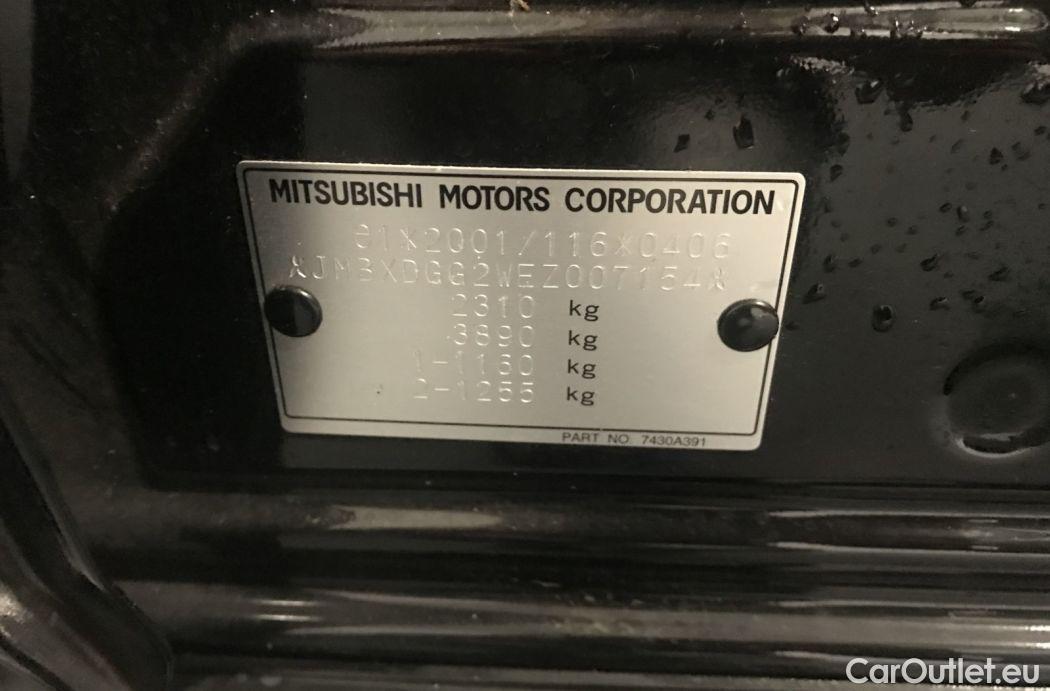 MITSUBISHI MOTORS CORPORATION
e1*2001/116*0406
*JMBXDGG2WEZ007154*
2310 kg
3890 kg
1-1160 kg
2-1255 kg
PART NO. 7430A391
CarOutlet.eu